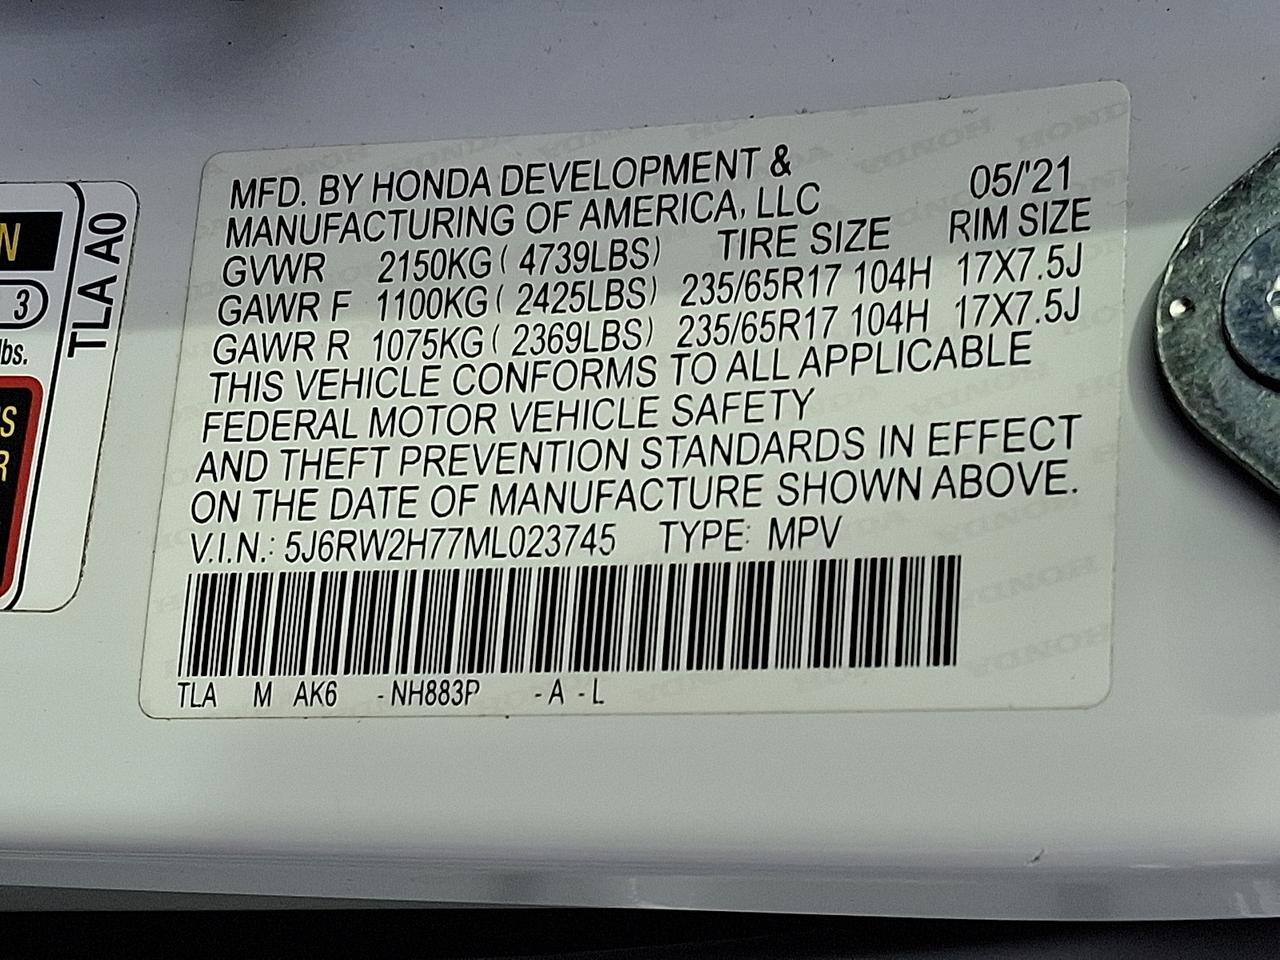 N
3
lbs.
S
R
TLA A0
MFD. BY HONDA DEVELOPMENT &
MANUFACTURING OF AMERICA, LLC 05/'21
GVWR 2150KG ( 4739LBS) TIRE SIZE RIM SIZE
GAWR F 1100KG ( 2425LBS) 235/65R17 104H 17X7.5J
GAWR R 1075KG ( 2369LBS) 235/65R17 104H 17X7.5J
THIS VEHICLE CONFORMS TO ALL APPLICABLE
FEDERAL MOTOR VEHICLE SAFETY
AND THEFT PREVENTION STANDARDS IN EFFECT
ON THE DATE OF MANUFACTURE SHOWN ABOVE.
V.I.N.: 5J6RW2H77ML023745 TYPE: MPV
TLA M AK6 -NH883P -A -L